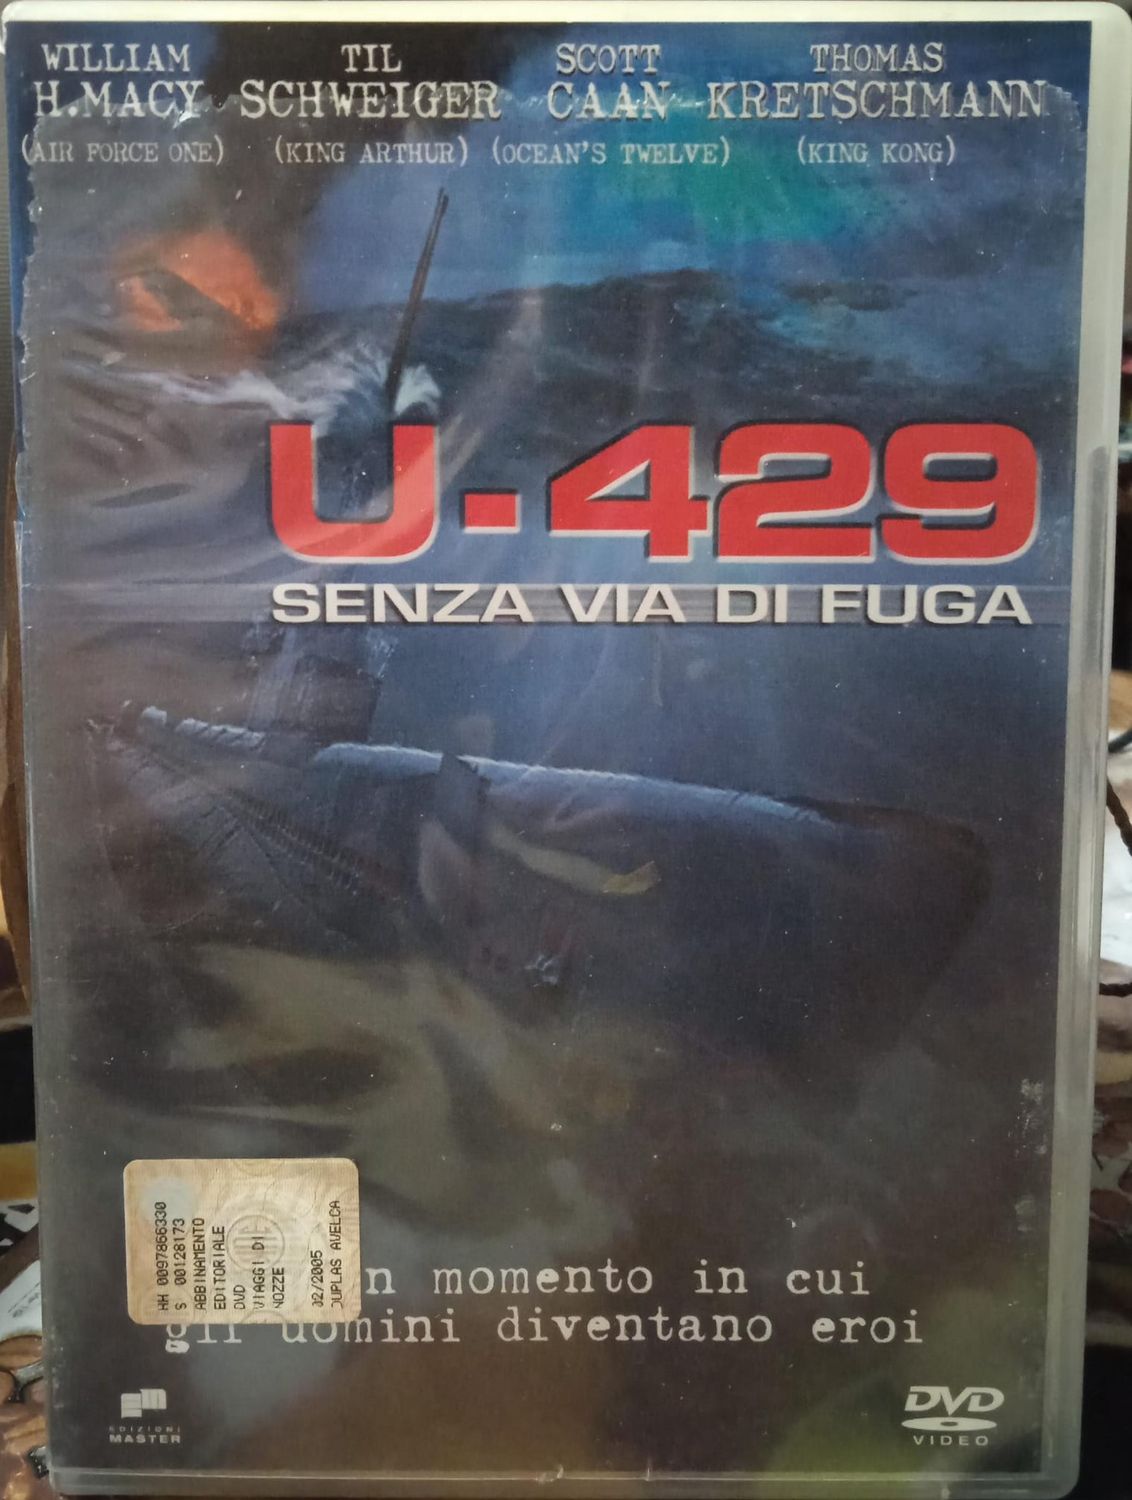 WILLIAM H.MACY
TIL SCHWEIGER
SCOTT CAAN
THOMAS KRETSCHMANN
(AIR FORCE ONE)
(KING ARTHUR)
(OCEAN'S TWELVE)
(KING KONG)
U-429
SENZA VIA DI FUGA
HH 0097866330
S 00128173
ABBINAMENTO
EDITORIALE
DVD
VIAGGI DI
NOZZE
02/2005
DUPLAS AVELCA
momento in cui
gli uomini diventano eroi
EDIZIONI
MASTER
DVD
VIDEO